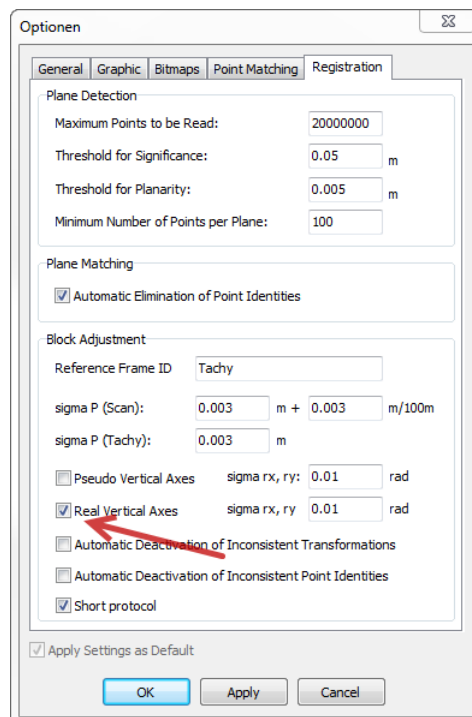 Optionen
General Graphic Bitmaps Point Matching Registration
Plane Detection
Maximum Points to be Read: 20000000
Threshold for Significance: 0.05 m
Threshold for Planarity: 0.005 m
Minimum Number of Points per Plane: 100
Plane Matching
Automatic Elimination of Point Identities
Block Adjustment
Reference Frame ID Tachy
sigma P (Scan): 0.003 m + 0.003 m/100m
sigma P (Tachy): 0.003 m
Pseudo Vertical Axes sigma rx, ry: 0.01 rad
Real Vertical Axes sigma rx, ry 0.01 rad
Automatic Deactivation of Inconsistent Transformations
Automatic Deactivation of Inconsistent Point Identities
Short protocol
Apply Settings as Default
OK Apply Cancel